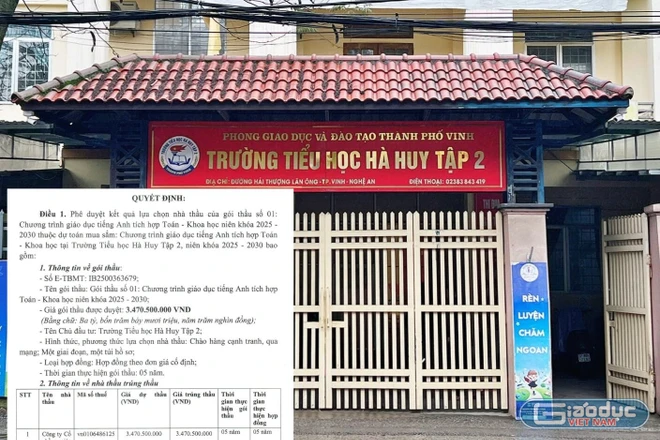 PHÒNG GIÁO DỤC VÀ ĐÀO TẠO THÀNH PHỐ VINH
TRƯỜNG TIỂU HỌC HÀ HUY TẬP 2
ĐỊA CHỈ: ĐƯỜNG HẢI THƯỢNG LÃN ÔNG - TP.VINH - NGHỆ AN ĐIỆN THOẠI: 02383 843 419
QUYẾT ĐỊNH:
Điều 1. Phê duyệt kết quả lựa chọn nhà thầu của gói thầu số 01:
Chương trình giáo dục tiếng Anh tích hợp Toán - Khoa học niên khóa 2025 -
2030 thuộc dự toán mua sắm: Chương trình giáo dục tiếng Anh tích hợp Toán
- Khoa học tại Trường Tiểu học Hà Huy Tập 2, niên khóa 2025 - 2030 bao
gồm:
1. Thông tin về gói thầu:
- Số E-TBMT: IB2500363679;
- Tên gói thầu: Gói thầu số 01: Chương trình giáo dục tiếng Anh tích hợp
Toán - Khoa học niên khóa 2025 - 2030;
- Giá gói thầu được duyệt: 3.470.500.000 VND
(Bằng chữ: Ba tỷ, bốn trăm bảy mươi triệu, năm trăm nghìn đồng);
- Tên Chủ đầu tư: Trường Tiểu học Hà Huy Tập 2;
- Hình thức, phương thức lựa chọn nhà thầu: Chào hàng cạnh tranh, qua
mạng; Một giai đoạn, một túi hồ sơ;
- Loại hợp đồng: Hợp đồng theo đơn giá cố định;
- Thời gian thực hiện gói thầu: 05 năm.
2. Thông tin về nhà thầu trúng thầu:
STT Tên nhà thầu Mã số thuế Giá dự thầu (VND) Giá trúng thầu (VND) Thời gian thực hiện gói thầu Thời gian thực hiện hợp đồng
1 Công ty Cổ vn0106486125 3.470.500.000 3.470.500.000 05 năm 05 năm
RÈN
LUYỆN
CHĂM
NGOAN
Giáodục
VIỆT NAM